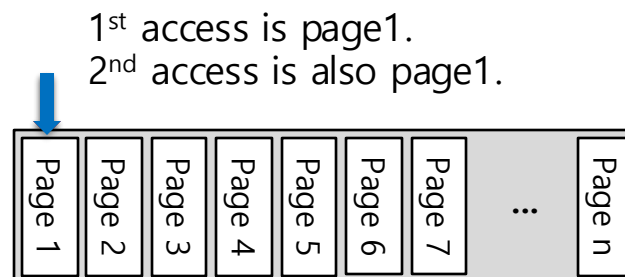 1st access is page1.
2nd access is also page1.
Page 1
Page 2
Page 3
Page 4
Page 5
Page 6
Page 7
...
Page n